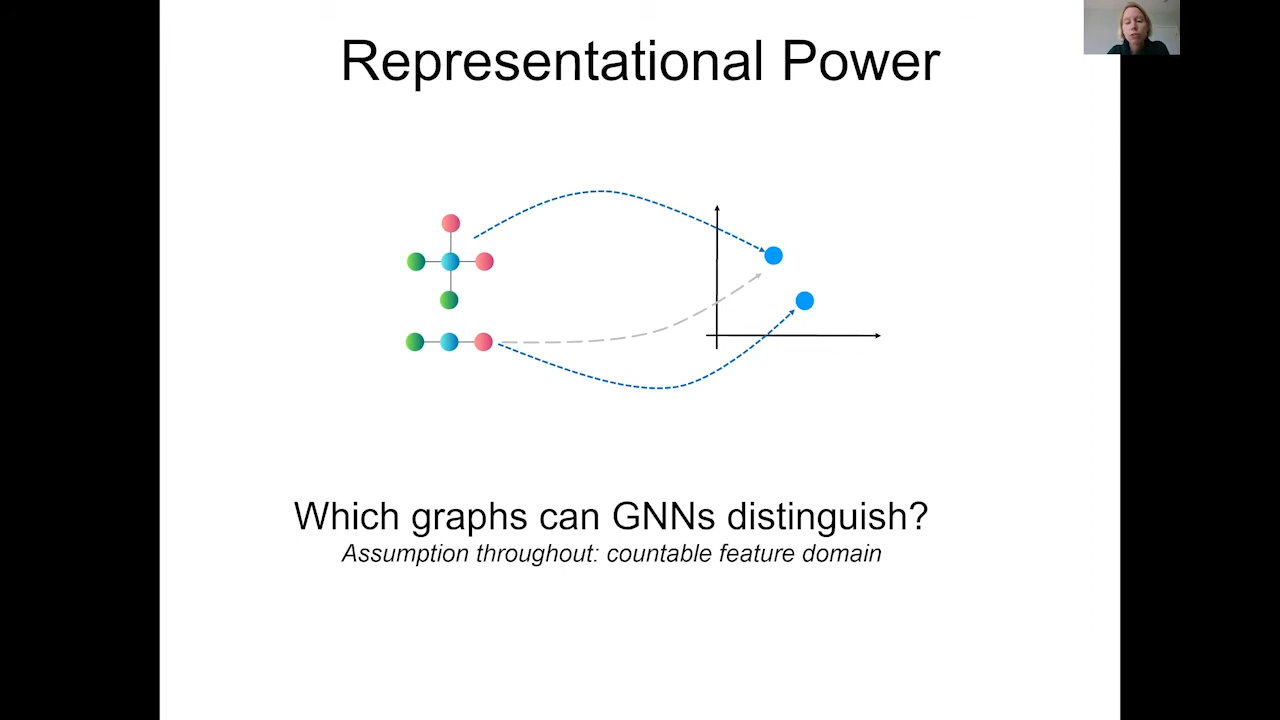 Representational Power
Which graphs can GNNs distinguish?
Assumption throughout: countable feature domain